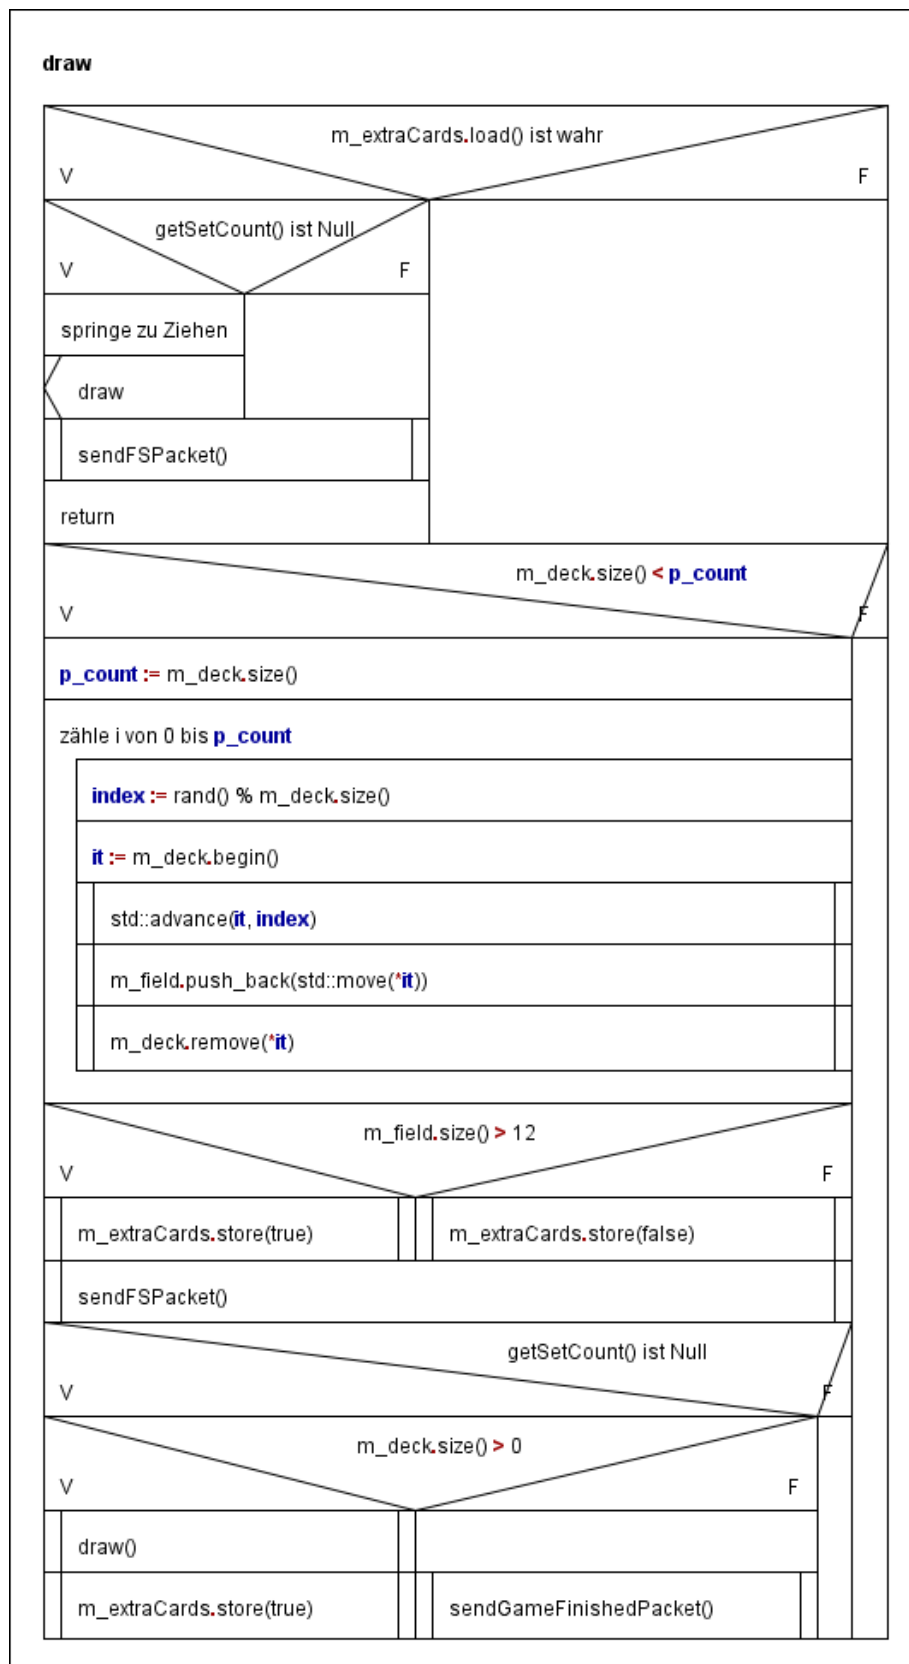 draw
m_extraCards.load() ist wahr
V
F
getSetCount() ist Null
V
F
springe zu Ziehen
draw
sendFSPacket()
return
m_deck.size() < p_count
V
F
p_count := m_deck.size()
zähle i von 0 bis p_count
index := rand() % m_deck.size()
it := m_deck.begin()
std::advance(it, index)
m_field.push_back(std::move(*it))
m_deck.remove(*it)
m_field.size() > 12
V
F
m_extraCards.store(true)
m_extraCards.store(false)
sendFSPacket()
getSetCount() ist Null
V
F
m_deck.size() > 0
V
F
draw()
m_extraCards.store(true)
sendGameFinishedPacket()